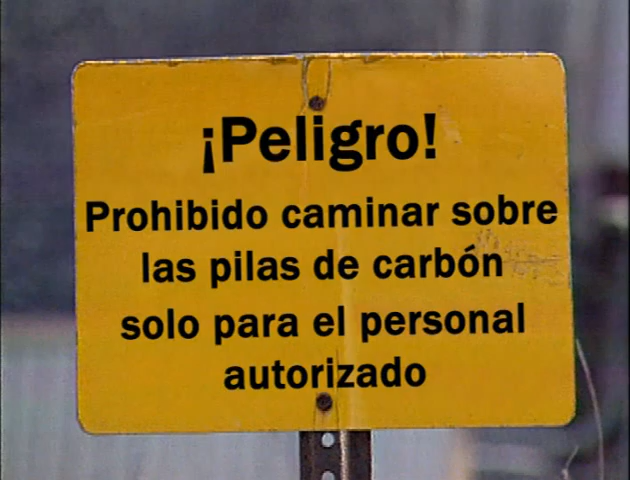 ¡Peligro!
Prohibido caminar sobre
las pilas de carbón
solo para el personal
autorizado